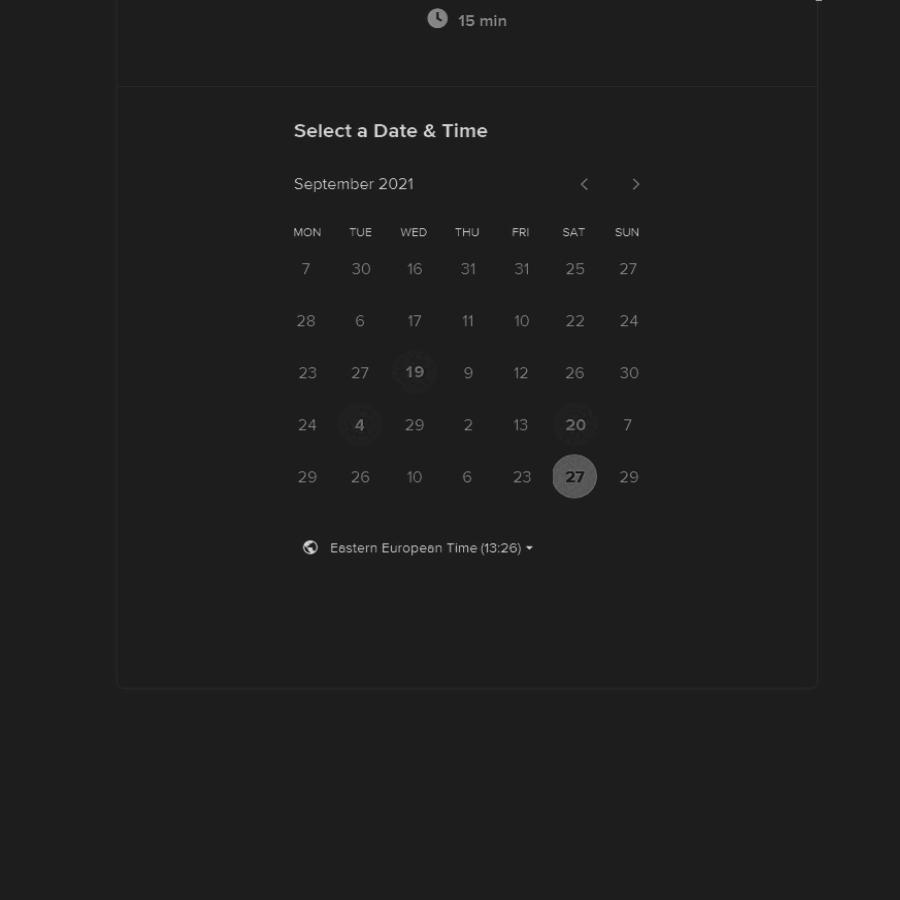 15 min
Select a Date & Time
September 2021
MON TUE WED THU FRI SAT SUN
7 30 16 31 31 25 27
28 6 17 11 10 22 24
23 27 19 9 12 26 30
24 4 29 2 13 20 7
29 26 10 6 23 27 29
Eastern European Time (13:26)